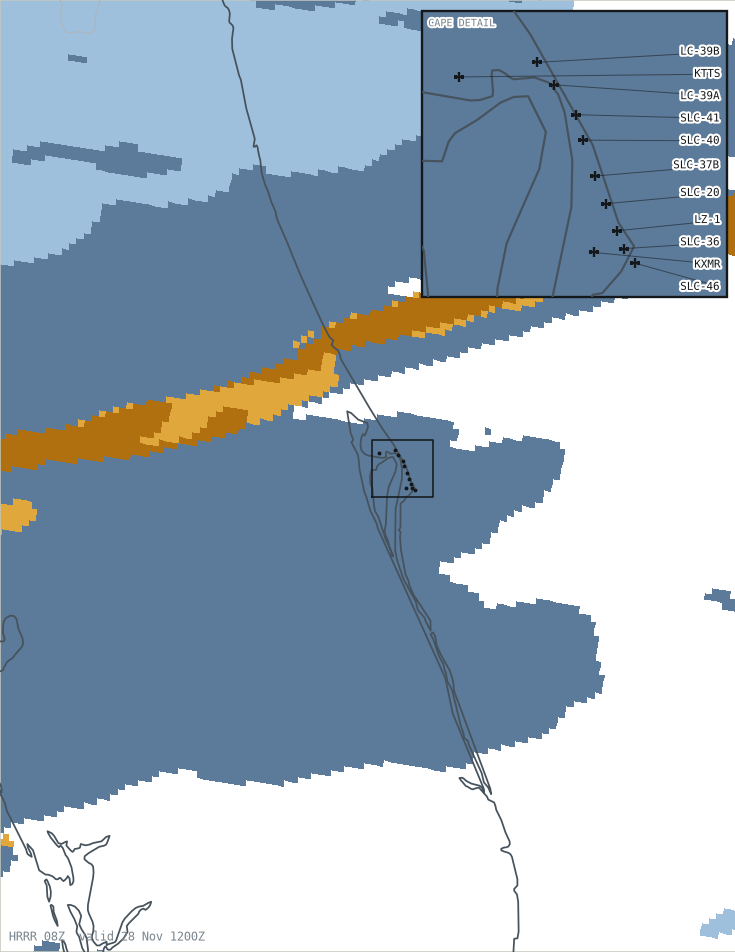 CAPE DETAIL
LC-39B
KTTS
LC-39A
SLC-41
SLC-40
SLC-37B
SLC-20
LZ-1
SLC-36
KXMR
SLC-46
HRRR 08Z valid 28 Nov 1200Z